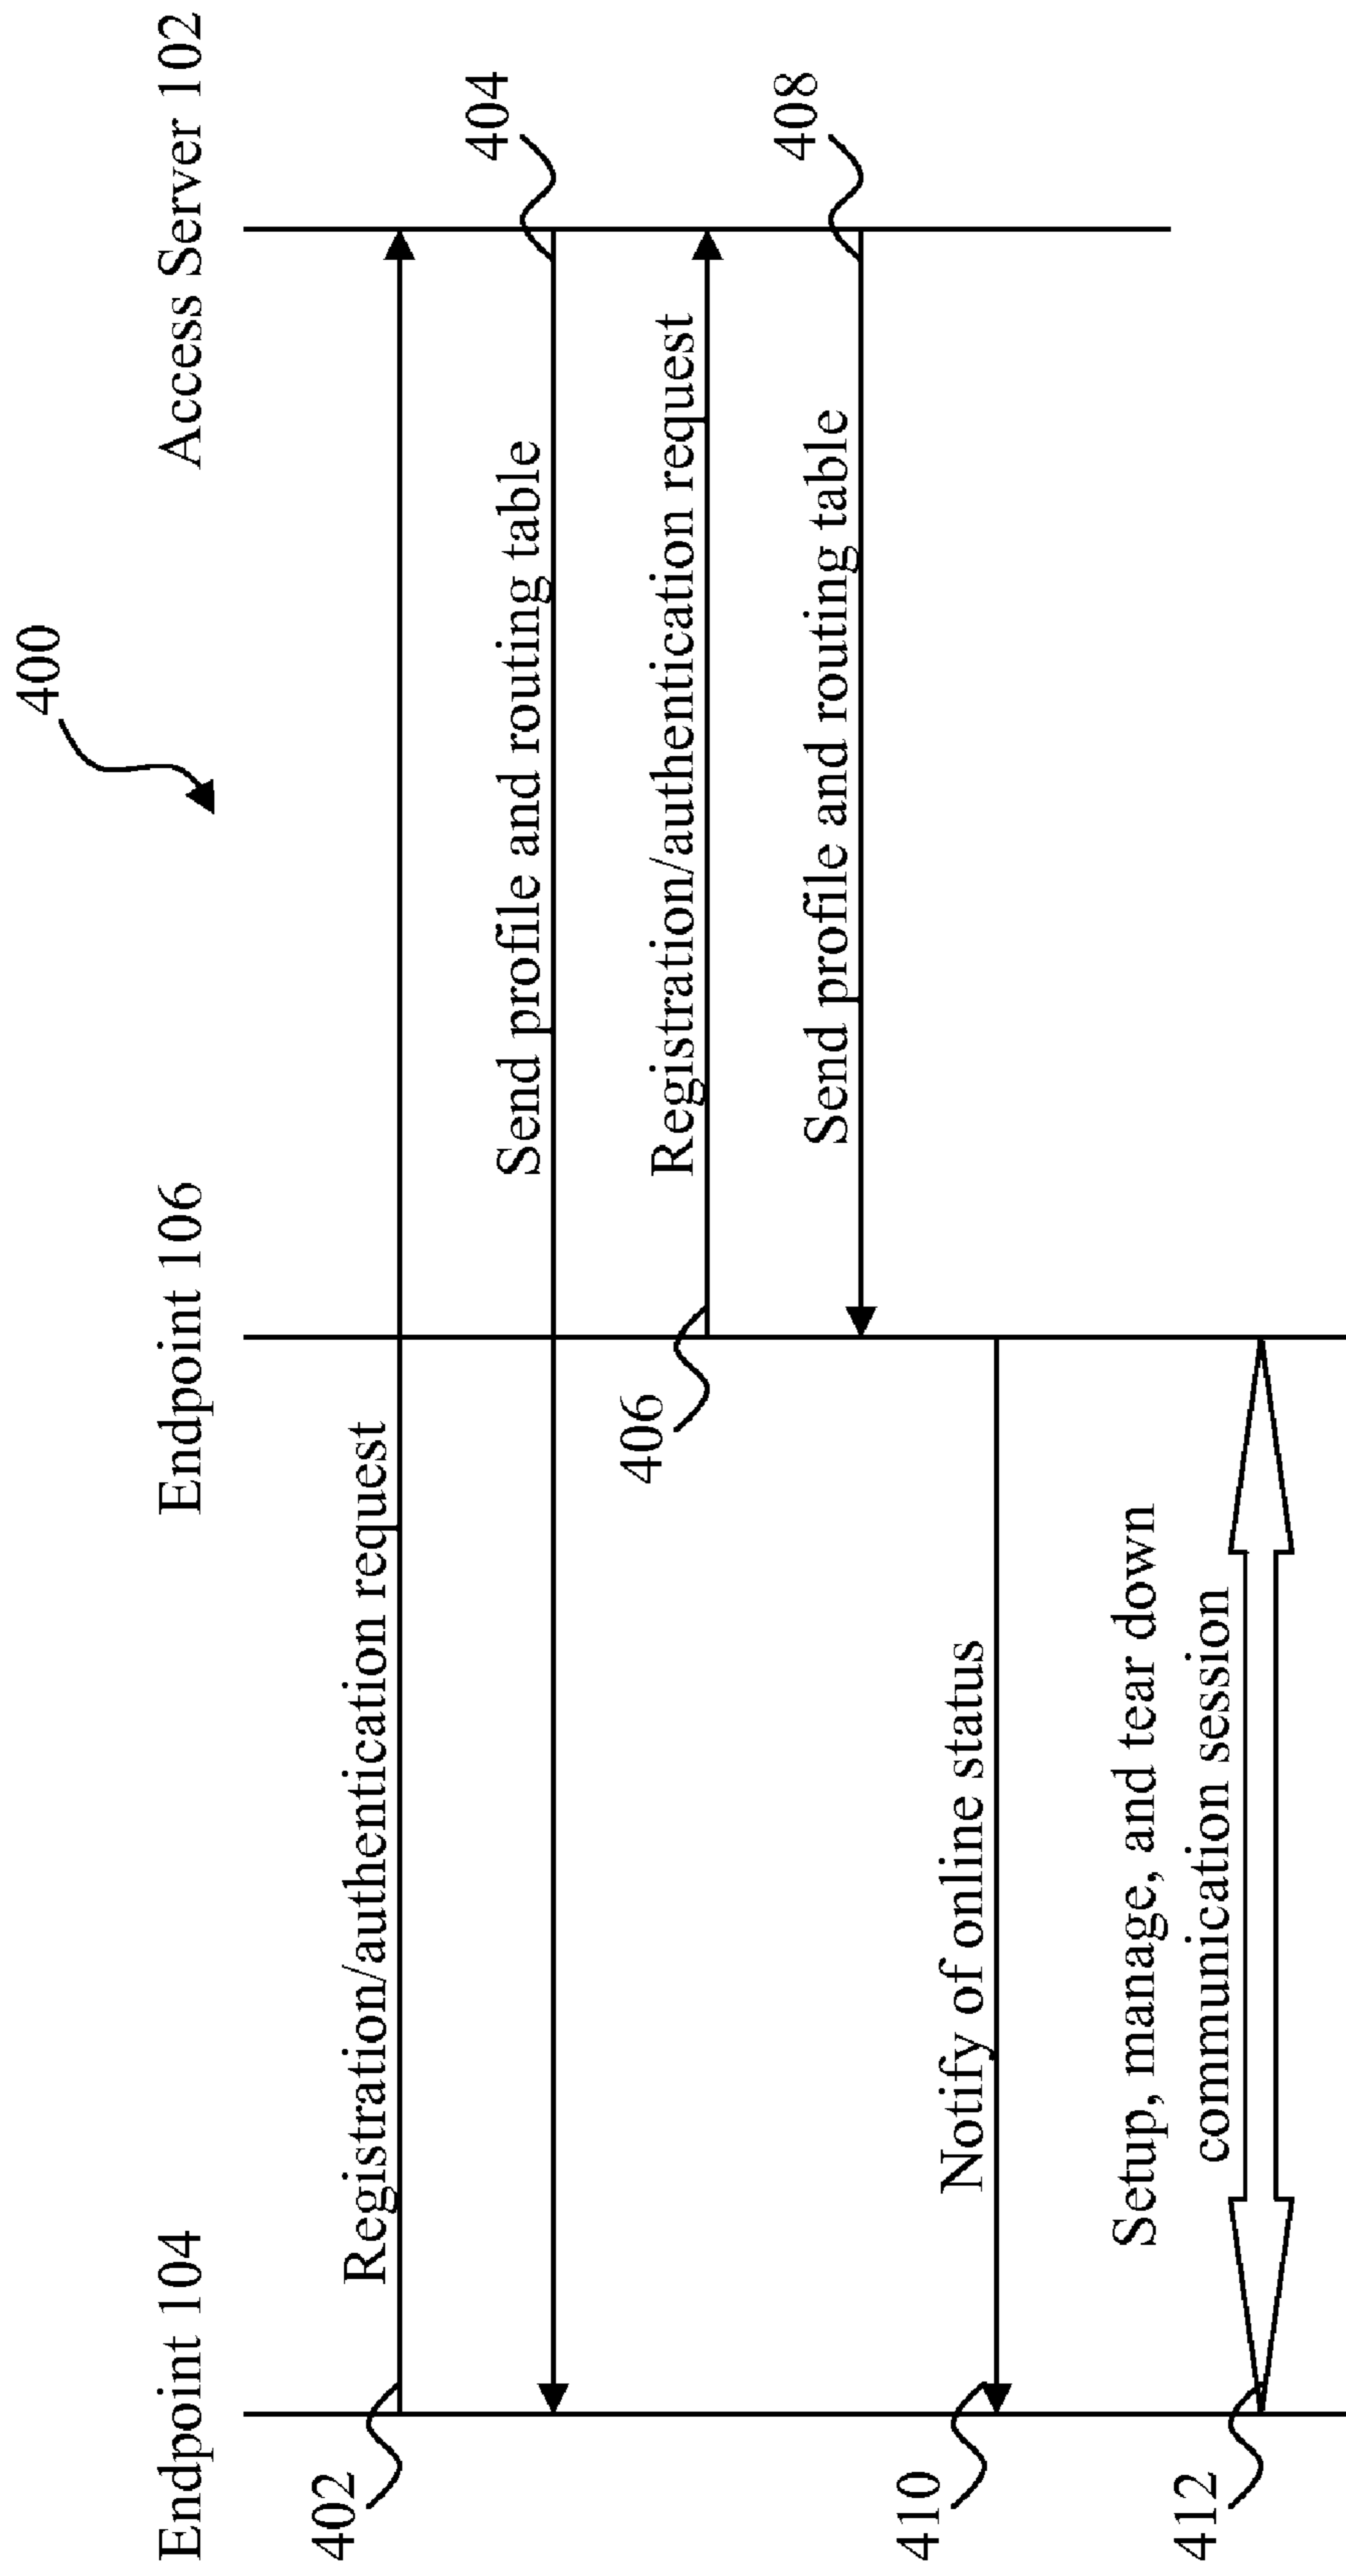 400
Endpoint 104
Endpoint 106
Access Server 102
402
Registration/authentication request
404
Send profile and routing table
406
Registration/authentication request
408
Send profile and routing table
410
Notify of online status
412
Setup, manage, and tear down
communication session